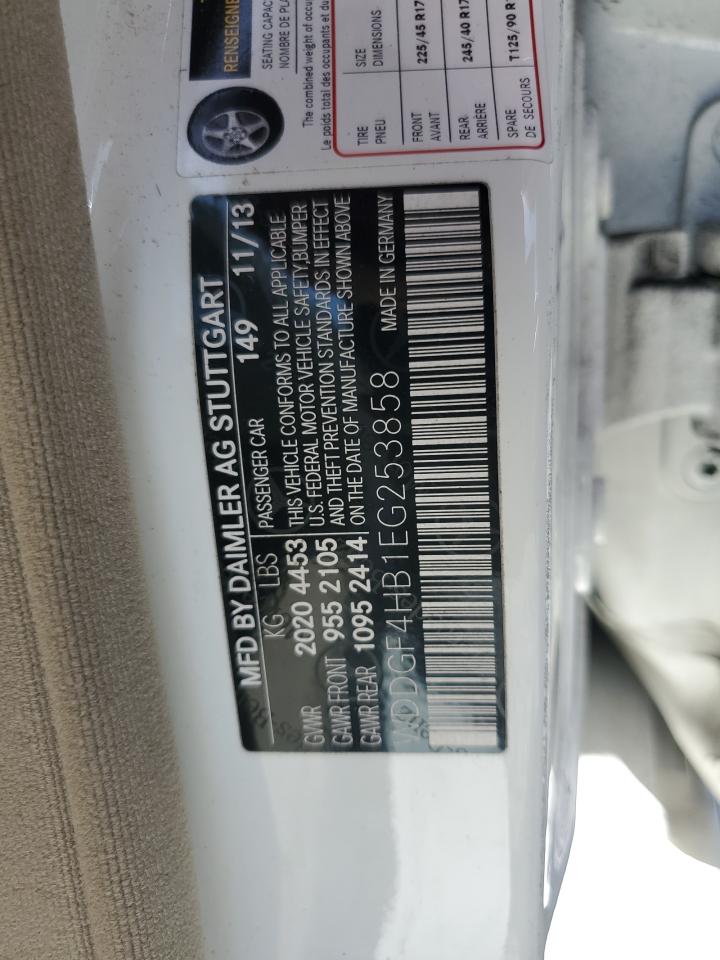 RENSEIGNE
SEATING CAPAC
NOMBRE DE PL
The combined weight of occu
Le poids total des occupants et du
TIRE SIZE
PNEU DIMENSIONS
FRONT 225/45 R17
AVANT
REAR 245/40 R17
ARRIÈRE
SPARE T125/90 R1
DE SECOURS
MFD BY DAIMLER AG STUTTGART
KG LBS PASSENGER CAR 149 11/13
GVWR 2020 4453
GAWR FRONT 955 2105
GAWR REAR 1095 2414
THIS VEHICLE CONFORMS TO ALL APPLICABLE
U.S. FEDERAL MOTOR VEHICLE SAFETY,BUMPER
AND THEFT PREVENTION STANDARDS IN EFFECT
ON THE DATE OF MANUFACTURE SHOWN ABOVE
MADE IN GERMANY
WDDGF4HB1EG253858